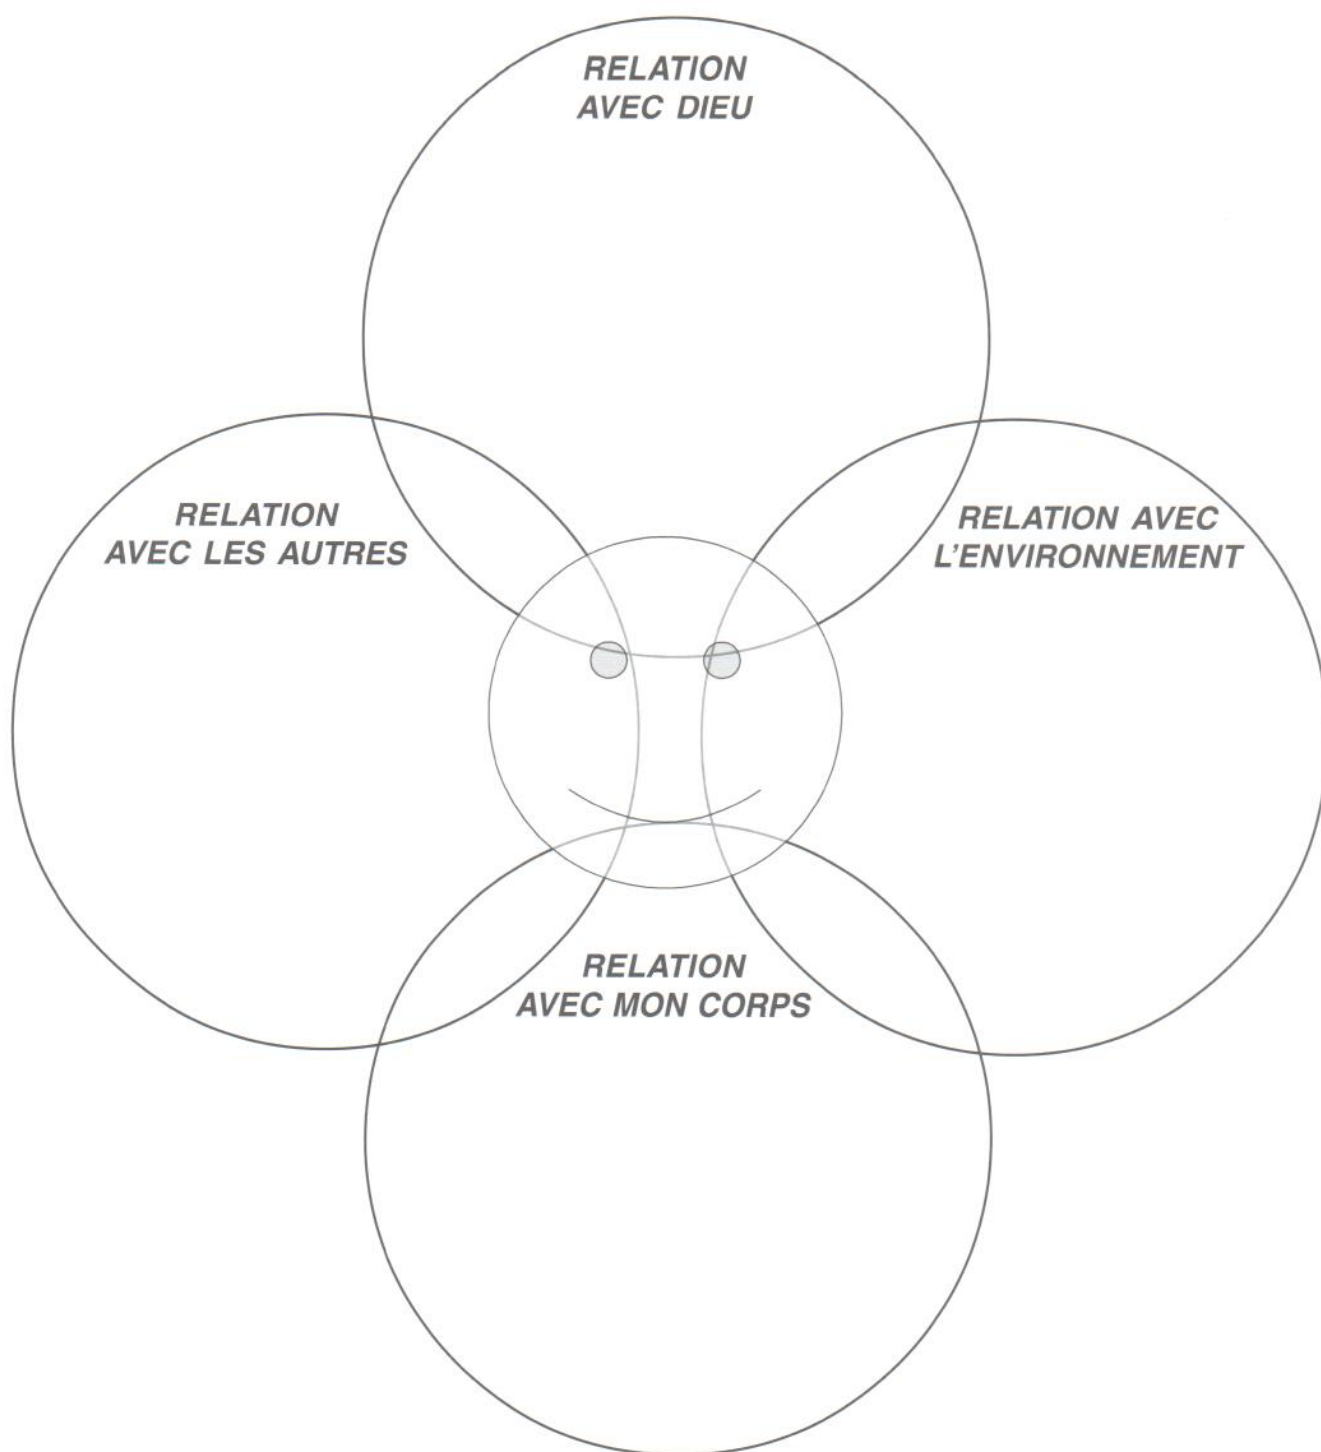 RELATION
AVEC DIEU
RELATION
AVEC LES AUTRES
RELATION AVEC
L'ENVIRONNEMENT
RELATION
AVEC MON CORPS